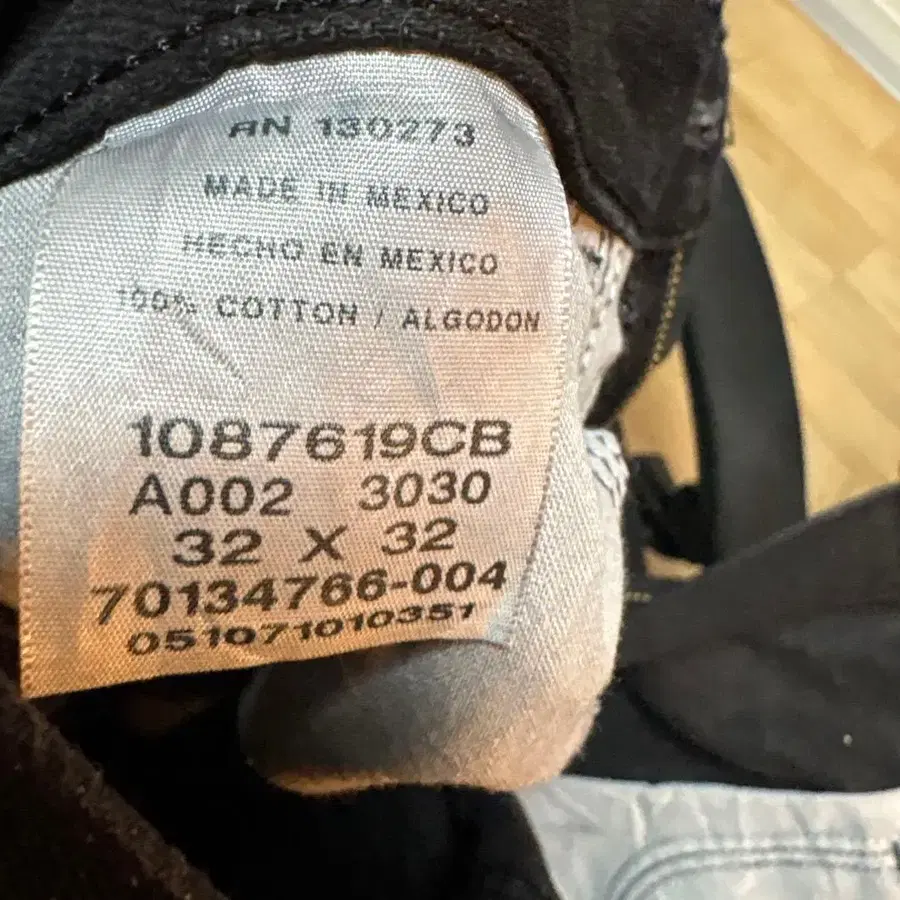 RN 130273
MADE IN MEXICO
HECHO EN MEXICO
100% COTTON / ALGODON
1087619CB
A002 3030
32 X 32
70134766-004
051071010351